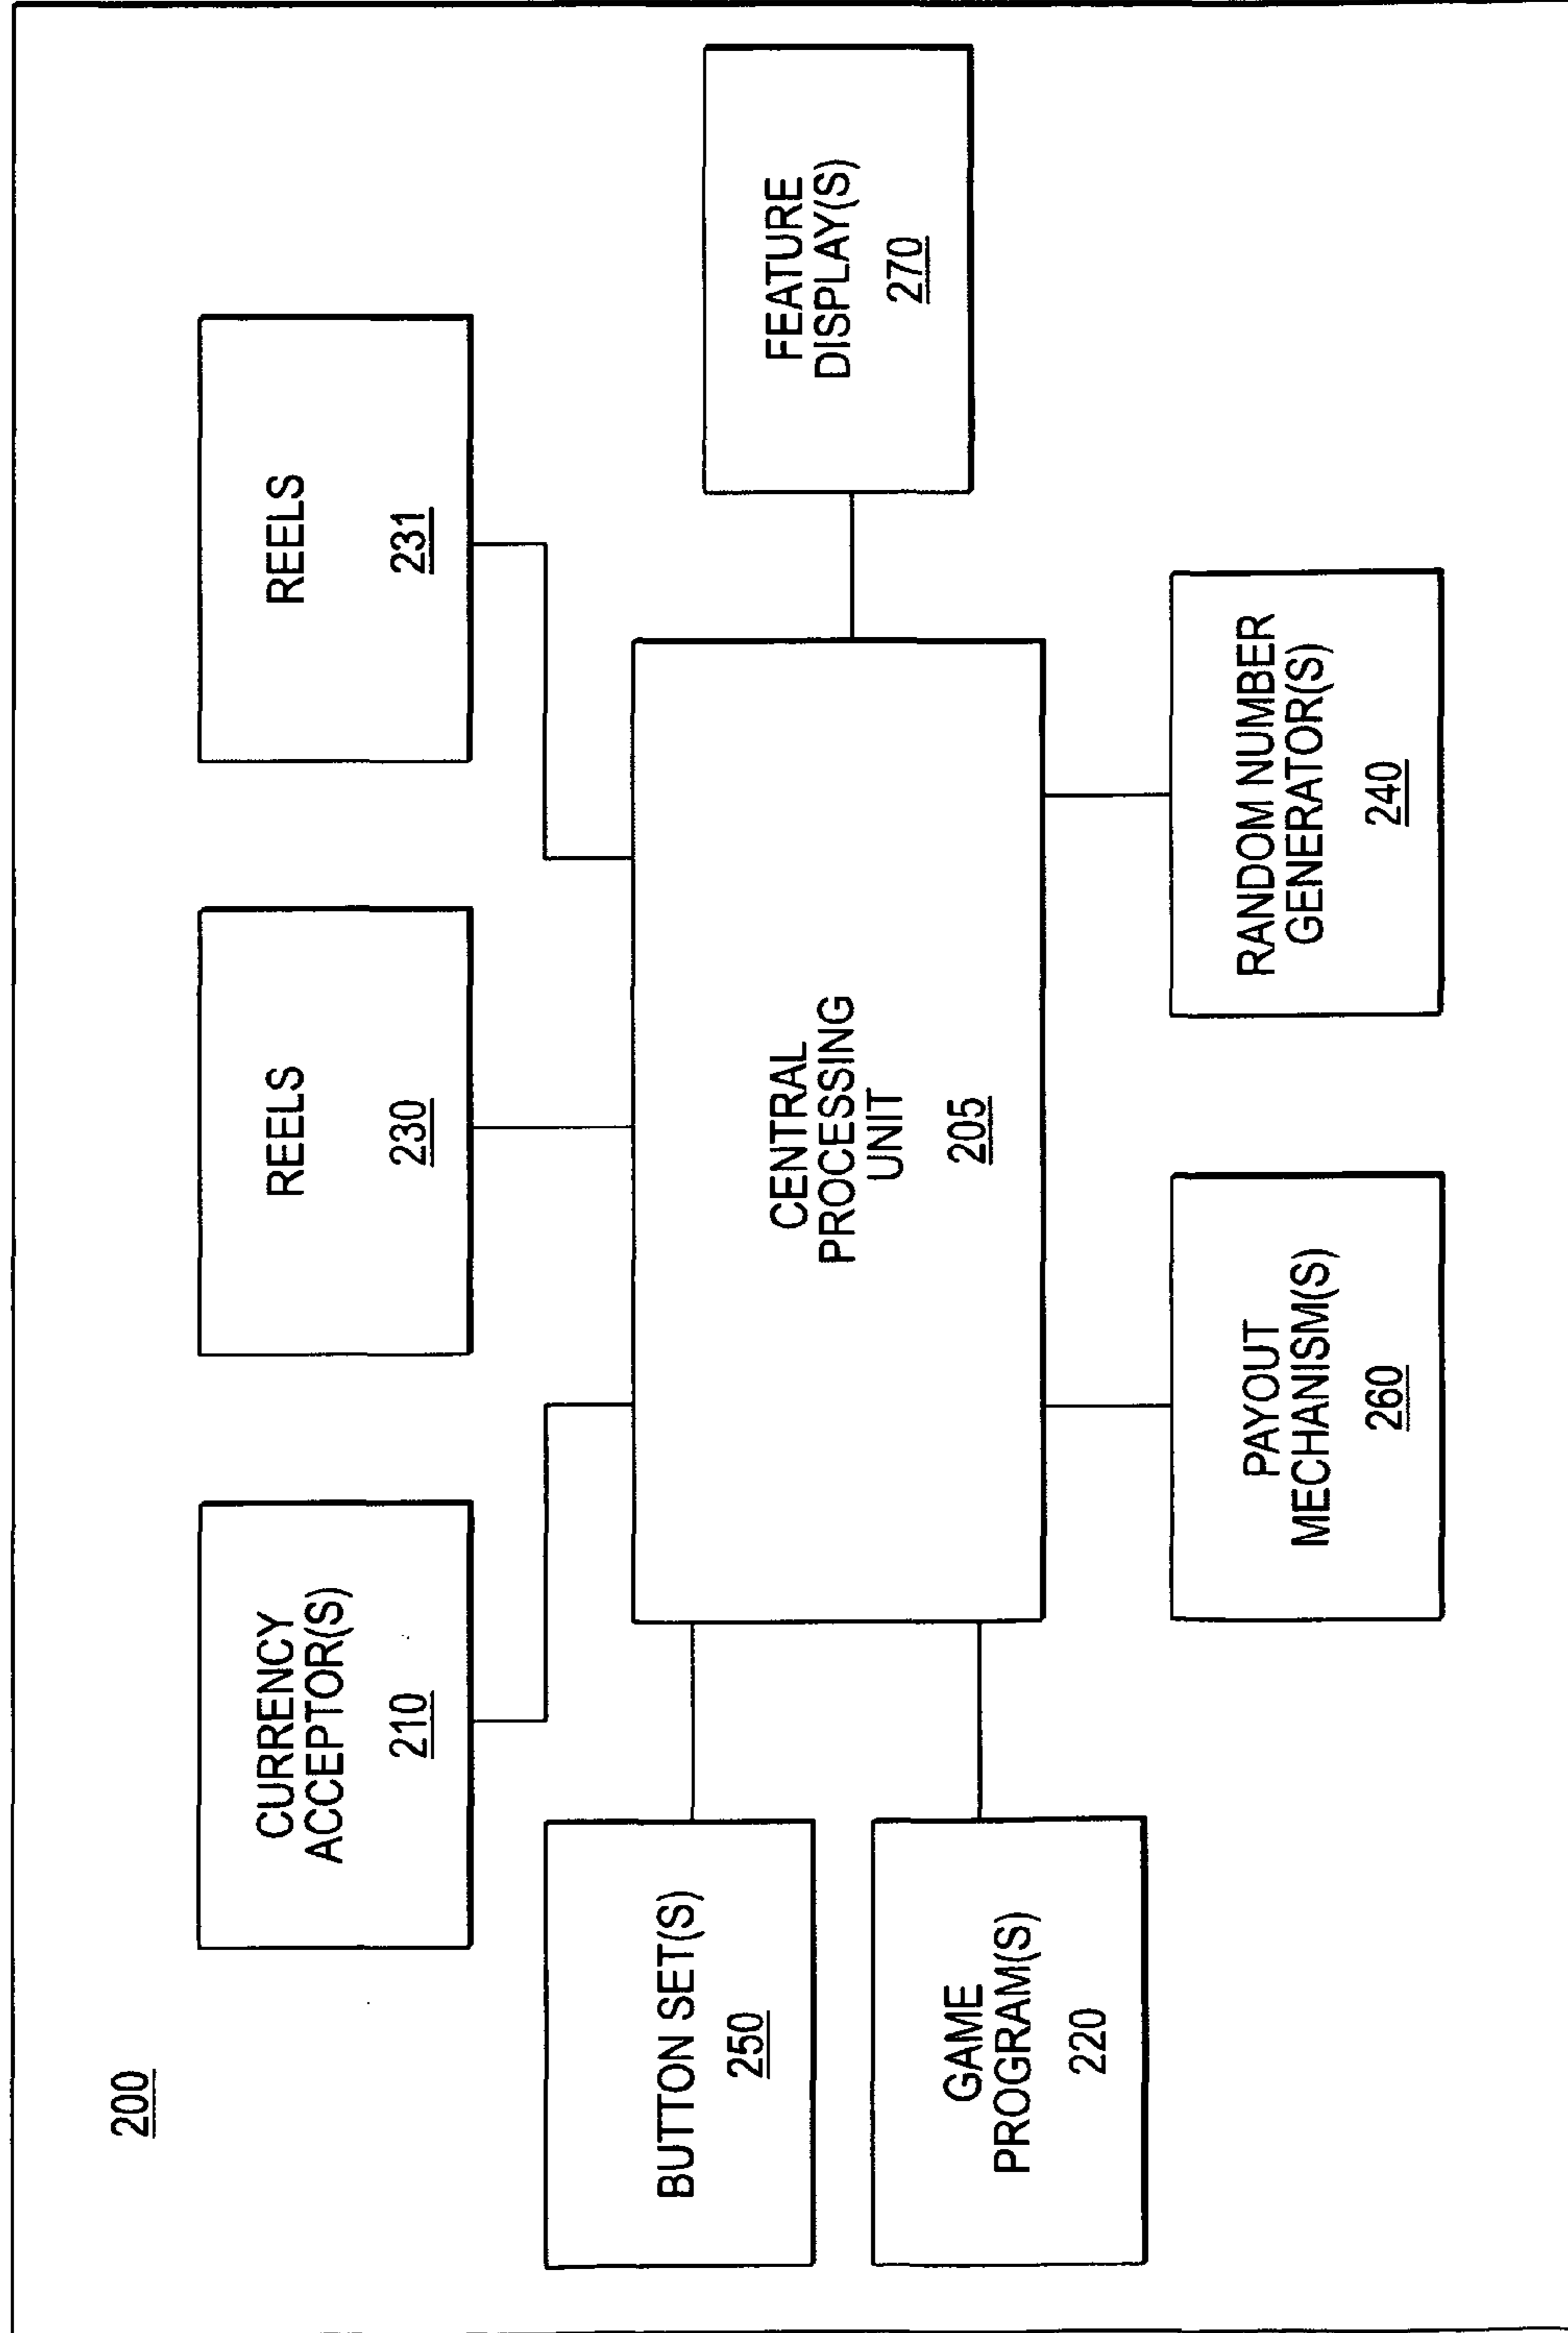 200
CURRENCY
ACCEPTOR(S)
210
REELS
230
REELS
231
BUTTON SET(S)
250
GAME
PROGRAM(S)
220
CENTRAL
PROCESSING
UNIT
205
FEATURE
DISPLAY(S)
270
PAYOUT
MECHANISM(S)
260
RANDOM NUMBER
GENERATOR(S)
240